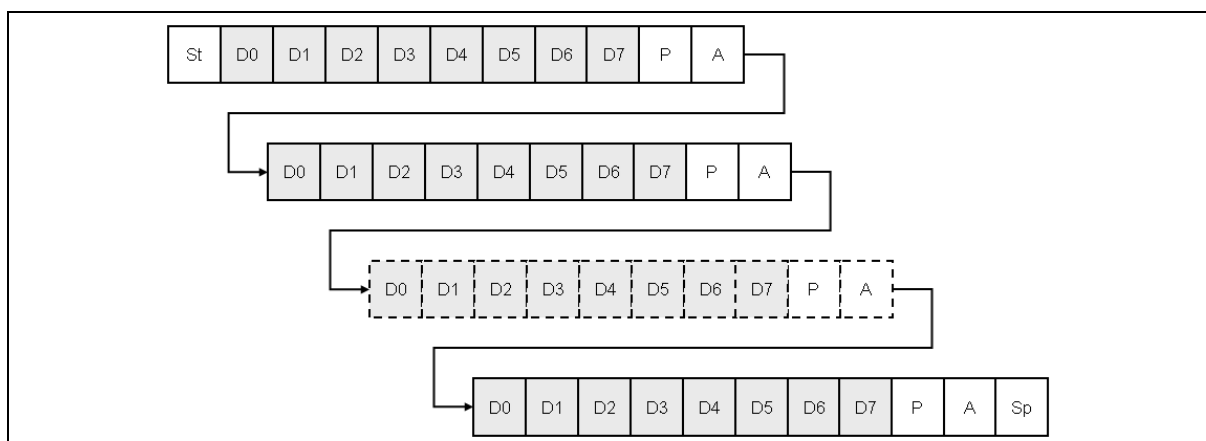 St D0 D1 D2 D3 D4 D5 D6 D7 P A
D0 D1 D2 D3 D4 D5 D6 D7 P A
D0 D1 D2 D3 D4 D5 D6 D7 P A
D0 D1 D2 D3 D4 D5 D6 D7 P A Sp